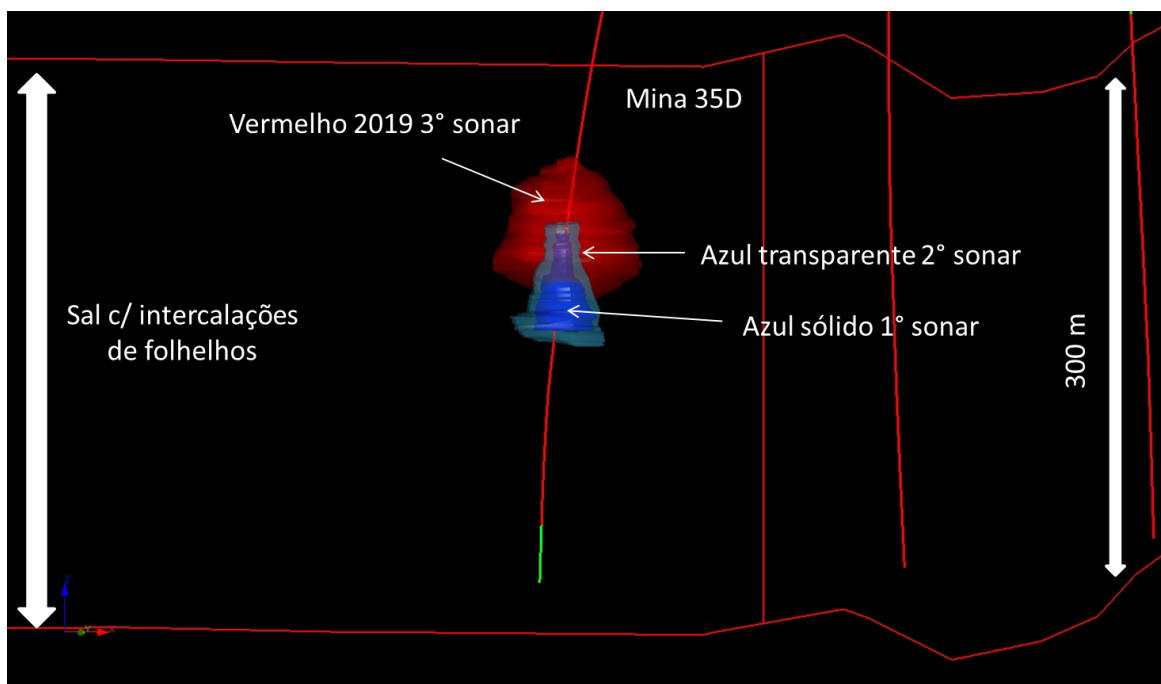 Mina 35D
Vermelho 2019 3° sonar
Azul transparente 2° sonar
Sal c/ intercalações
de folhelhos
Azul sólido 1° sonar
300 m
Z
Y
X